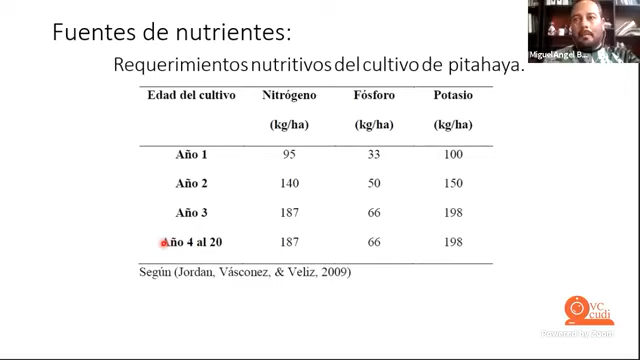 Fuentes de nutrientes:
MiguelAngel B...
Requerimientos nutritivos del cultivo de pitahaya.
Edad del cultivo Nitrógeno Fósforo Potasio
(kg/ha) (kg/ha) (kg/ha)
Año 1 95 33 100
Año 2 140 50 150
Año 3 187 66 198
Año 4 al 20 187 66 198
Según (Jordan, Vásconez, & Veliz, 2009)
VC
cudi
Powered by Zoom